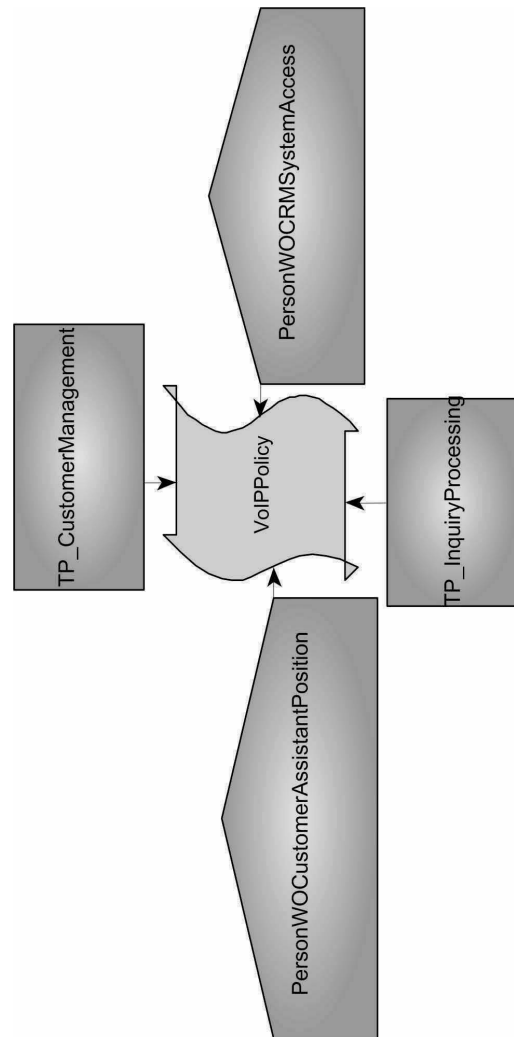 TP_CustomerManagement
PersonWOCustomerAssistantPosition
VoIPPolicy
PersonWOCRMSystemAccess
TP_InquiryProcessing